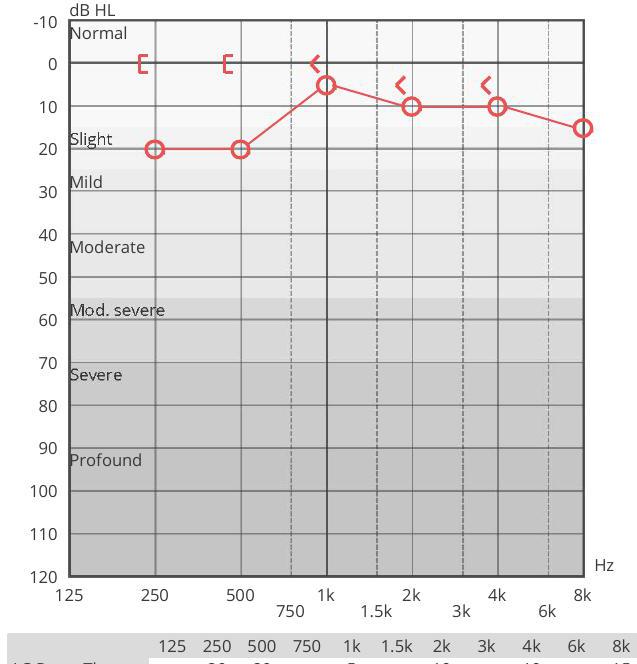 dB HL
-10
Normal
0
10
Slight
20
Mild
30
40
Moderate
50
Mod. severe
60
70
Severe
80
90
Profound
100
110
120
Hz
125 250 500 1k 2k 4k 8k
750 1.5k 3k 6k
125 250 500 750 1k 1.5k 2k 3k 4k 6k 8k